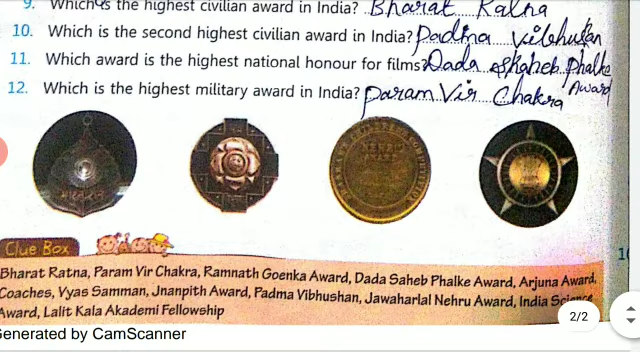 9. Which is the highest civilian award in India? Bharat Ratna
10. Which is the second highest civilian award in India? Padma Vibhushan
11. Which award is the highest national honour for films? Dada Shaheb Phalke
Award
12. Which is the highest military award in India? Param Vir Chakra
Clue Box
Bharat Ratna, Param Vir Chakra, Ramnath Goenka Award, Dada Saheb Phalke Award, Arjuna Award,
Coaches, Vyas Samman, Jnanpith Award, Padma Vibhushan, Jawaharlal Nehru Award, India Science
Award, Lalit Kala Akademi Fellowship
2/2
Generated by CamScanner